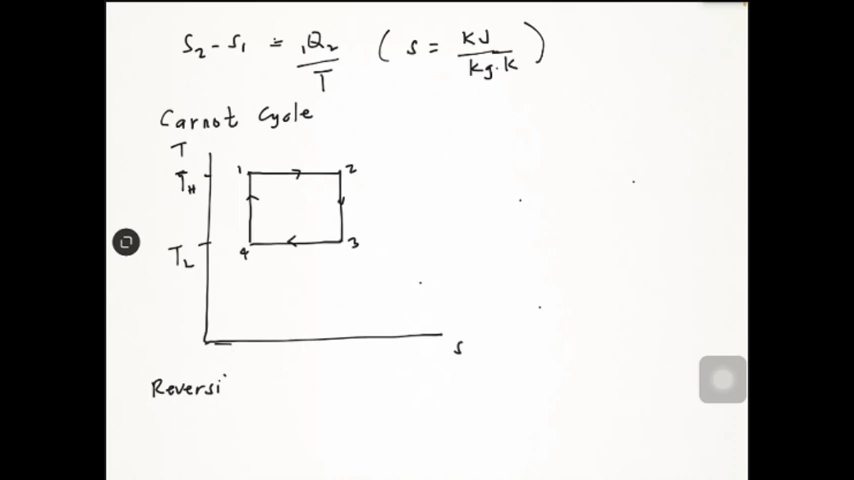 S₂ - S₁ = ₁Q₂/T ( s = kJ/kg.K )
Carnot Cycle
T
1 2
T_H
T_L
4 3
s
Reversi